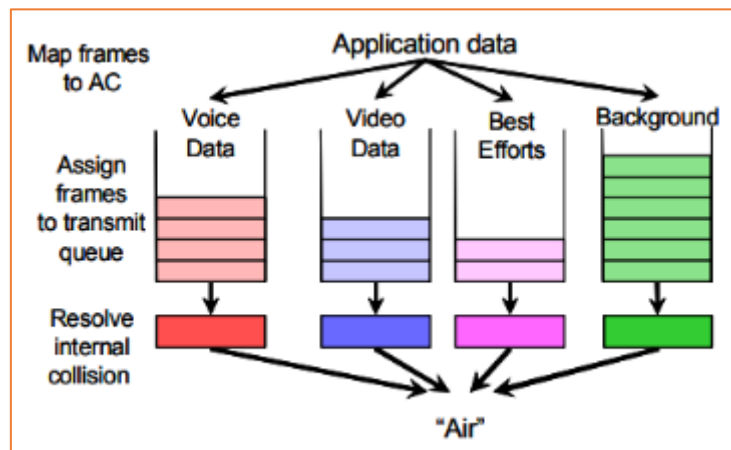 Application data
Map frames
to AC
Voice
Data
Video
Data
Best
Efforts
Background
Assign
frames
to transmit
queue
Resolve
internal
collision
“Air”